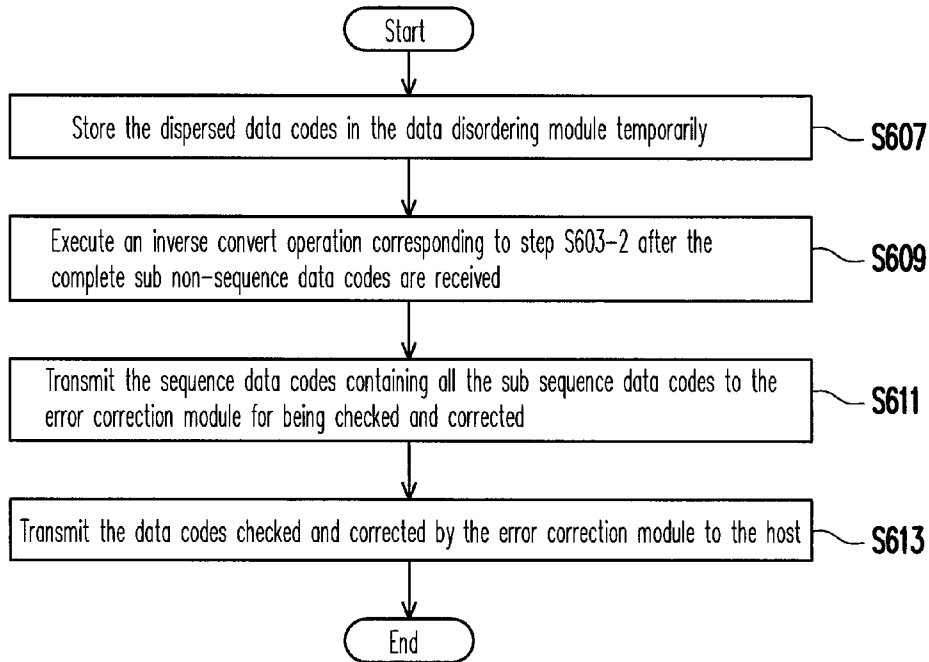 Start
Store the dispersed data codes in the data disordering module temporarily
S607
Execute an inverse convert operation corresponding to step S603-2 after the
complete sub non-sequence data codes are received
S609
Transmit the sequence data codes containing all the sub sequence data codes to the
error correction module for being checked and corrected
S611
Transmit the data codes checked and corrected by the error correction module to the host
S613
End